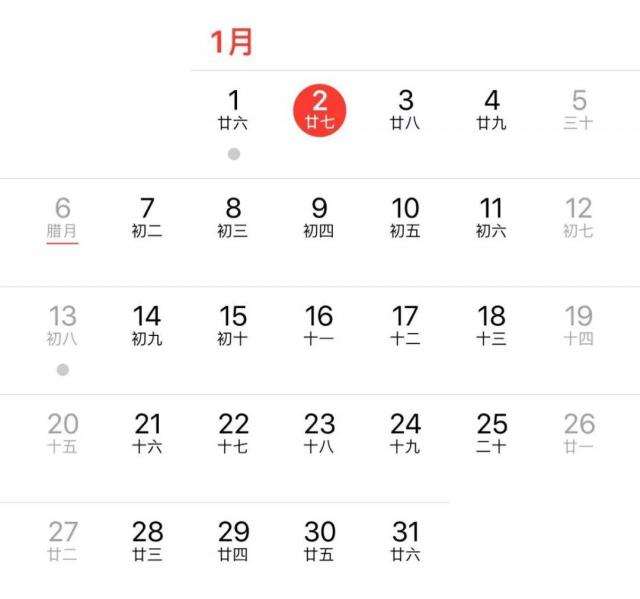 1月
1 2 3 4 5
廿六 廿七 廿八 廿九 三十
6 7 8 9 10 11 12
腊月 初二 初三 初四 初五 初六 初七
13 14 15 16 17 18 19
初八 初九 初十 十一 十二 十三 十四
20 21 22 23 24 25 26
十五 十六 十七 十八 十九 二十 廿一
27 28 29 30 31
廿二 廿三 廿四 廿五 廿六